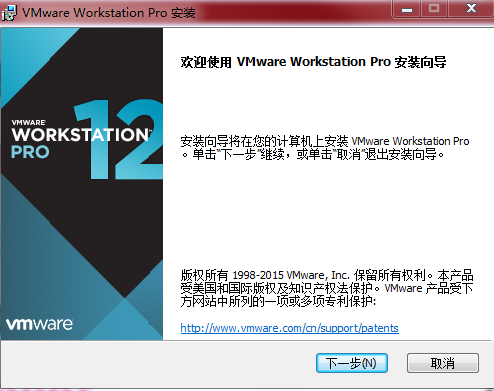 VMware Workstation Pro 安装
VMWARE
WORKSTATION
PRO
12
vmware
欢迎使用 VMware Workstation Pro 安装向导
安装向导将在您的计算机上安装 VMware Workstation Pro
。单击“下一步”继续，或单击“取消”退出安装向导。
版权所有 1998-2015 VMware, Inc. 保留所有权利。本产品
受美国和国际版权及知识产权法保护。VMware 产品受下
方网站中所列的一项或多项专利保护:
http://www.vmware.com/cn/support/patents
下一步(N)
取消